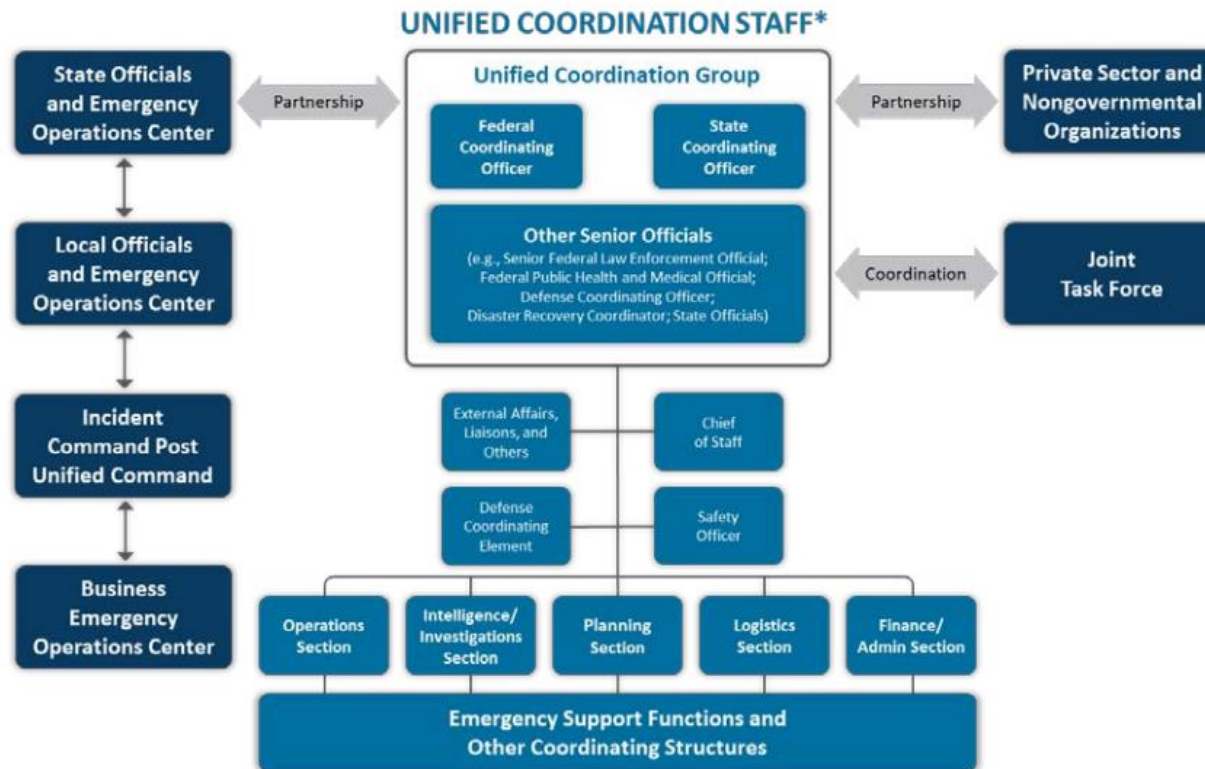 UNIFIED COORDINATION STAFF*
State Officials
and Emergency
Operations Center
Partnership
Unified Coordination Group
Federal
Coordinating
Officer
State
Coordinating
Officer
Partnership
Private Sector and
Nongovernmental
Organizations
Local Officials
and Emergency
Operations Center
Other Senior Officials
(e.g., Senior Federal Law Enforcement Official;
Federal Public Health and Medical Official;
Defense Coordinating Officer;
Disaster Recovery Coordinator; State Officials)
Coordination
Joint
Task Force
Incident
Command Post
Unified Command
External Affairs,
Liaisons, and
Others
Chief
of Staff
Defense
Coordinating
Element
Safety
Officer
Business
Emergency
Operations Center
Operations
Section
Intelligence/
Investigations
Section
Planning
Section
Logistics
Section
Finance/
Admin Section
Emergency Support Functions and
Other Coordinating Structures